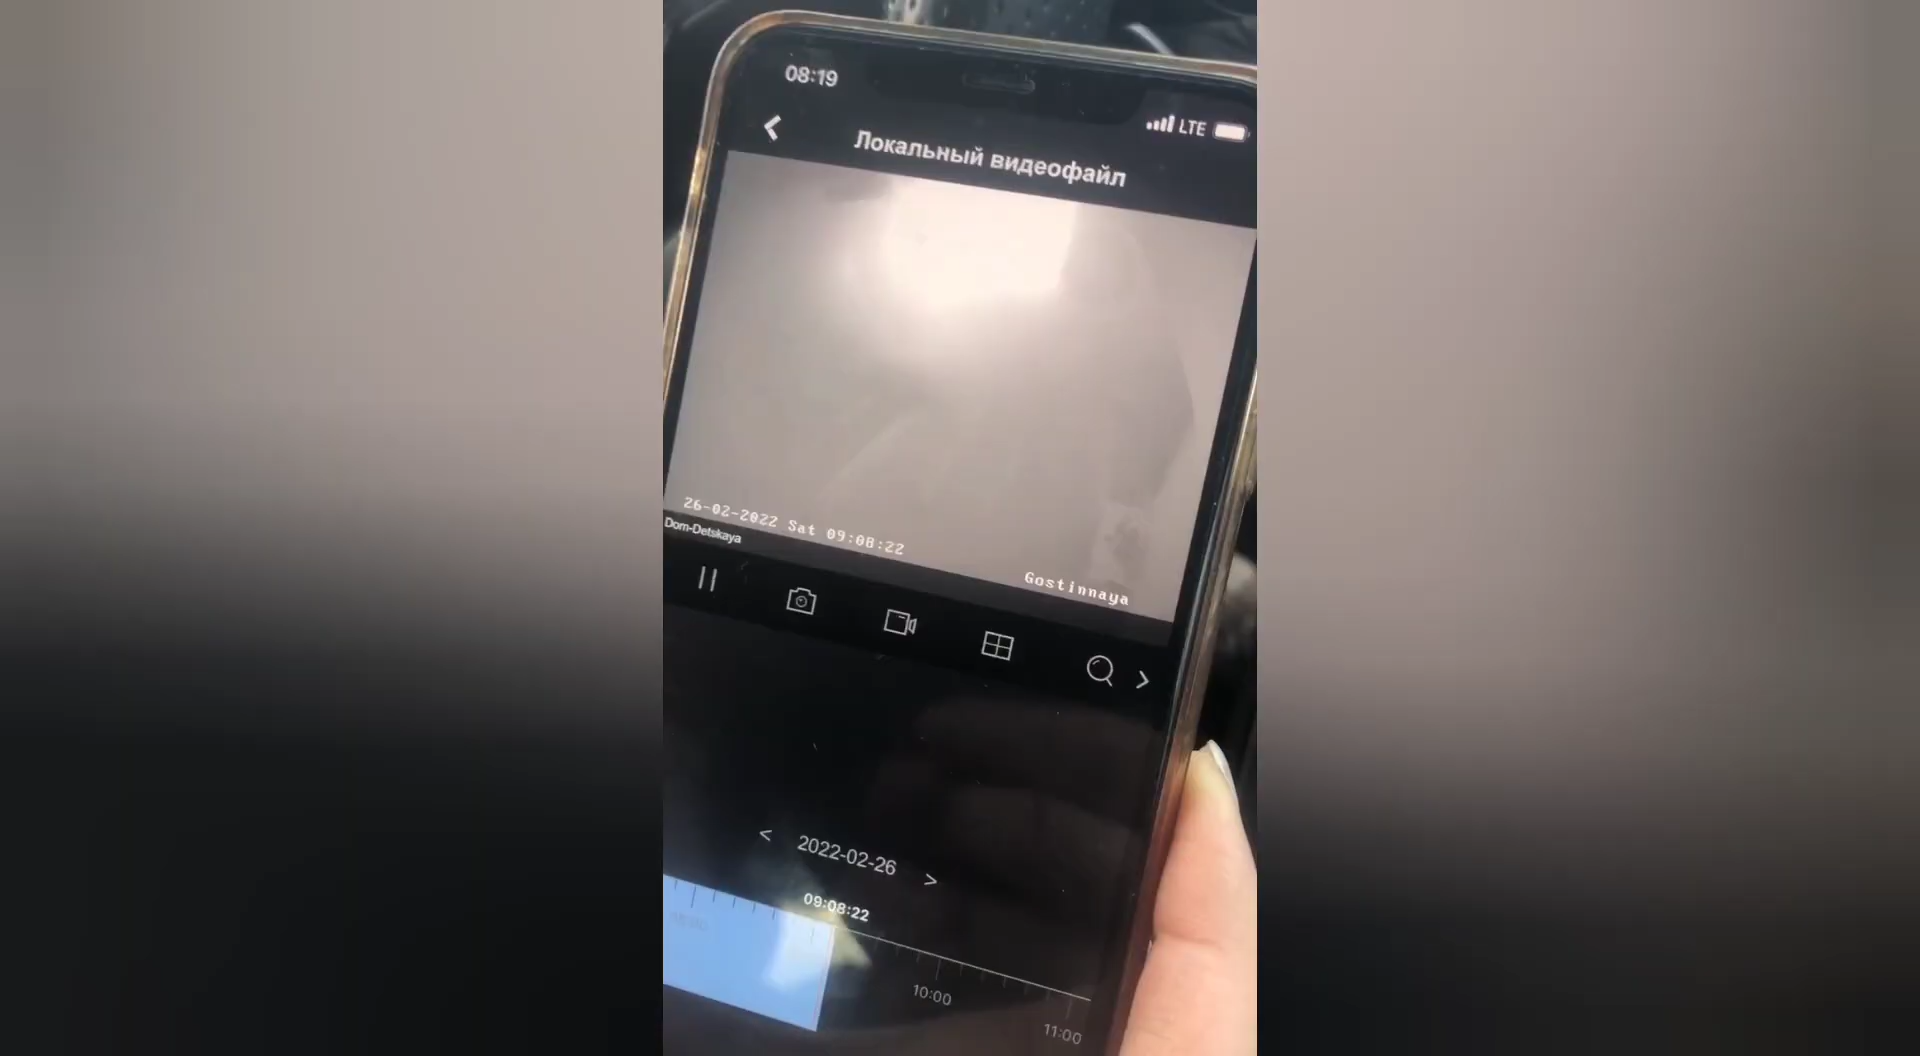 08:19
LTE
Локальный видеофайл
26-02-2022 Sat 09:08:22
Dom-Detskaya
Gostinnaya
2022-02-26
09:08:22
10:00
11:00